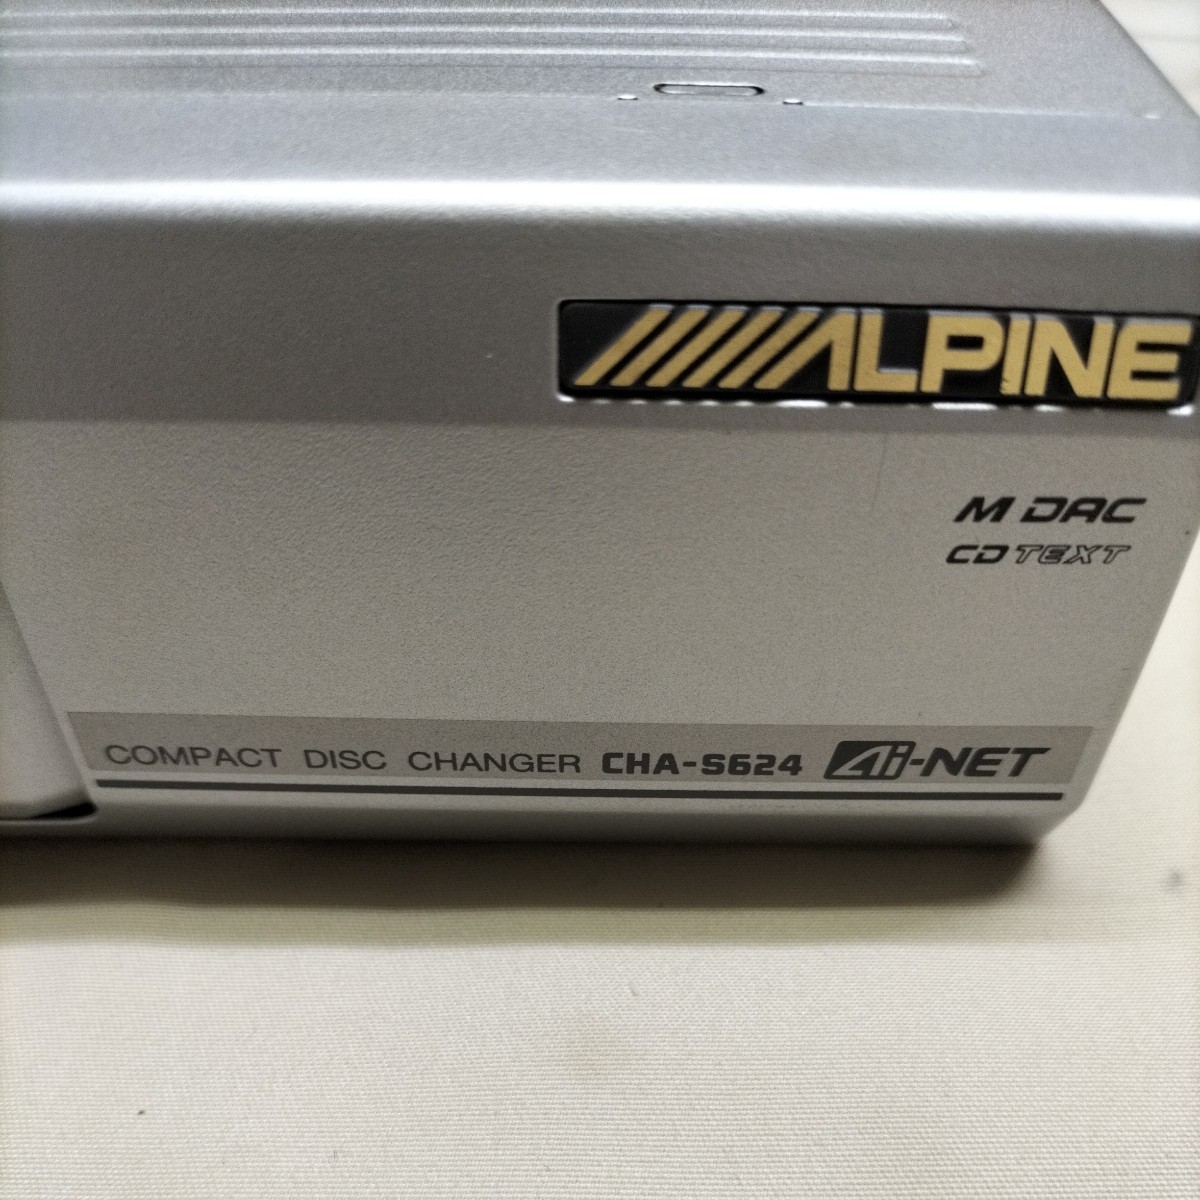 ALPINE
M DAC
CD TEXT
COMPACT DISC CHANGER CHA-S624 Ai-NET